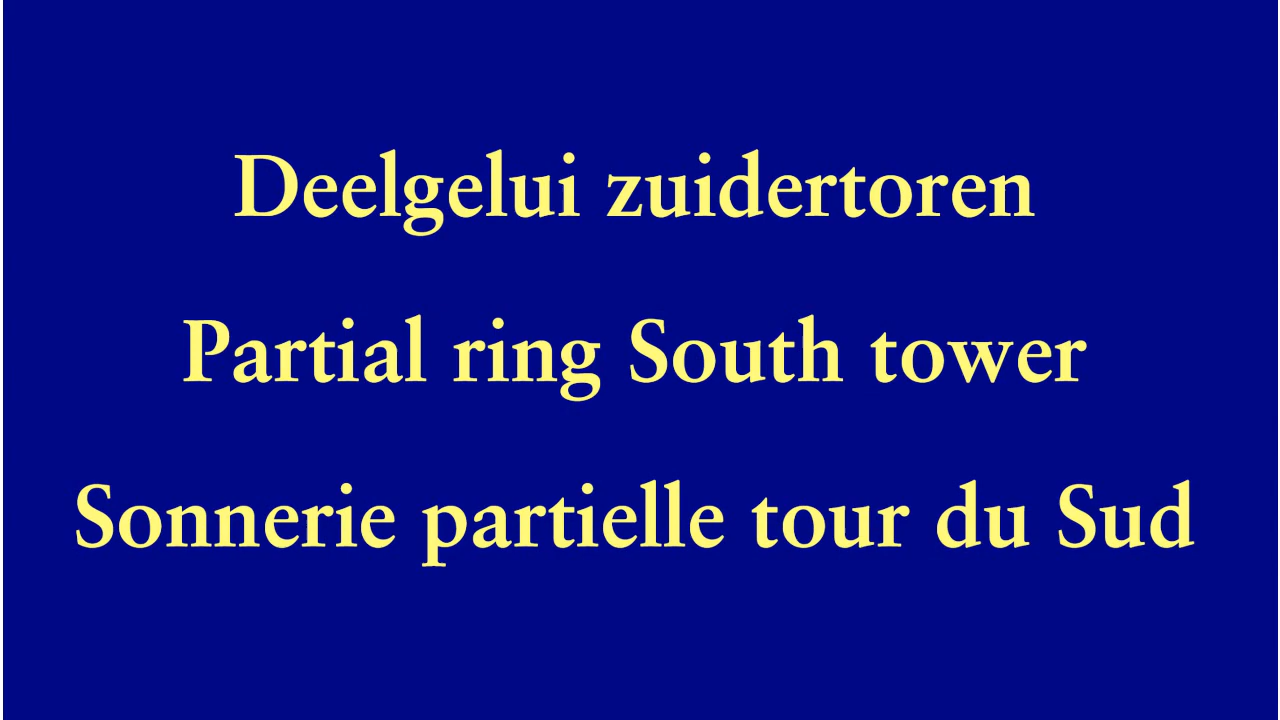 Deelgelui zuidertoren
Partial ring South tower
Sonnerie partielle tour du Sud